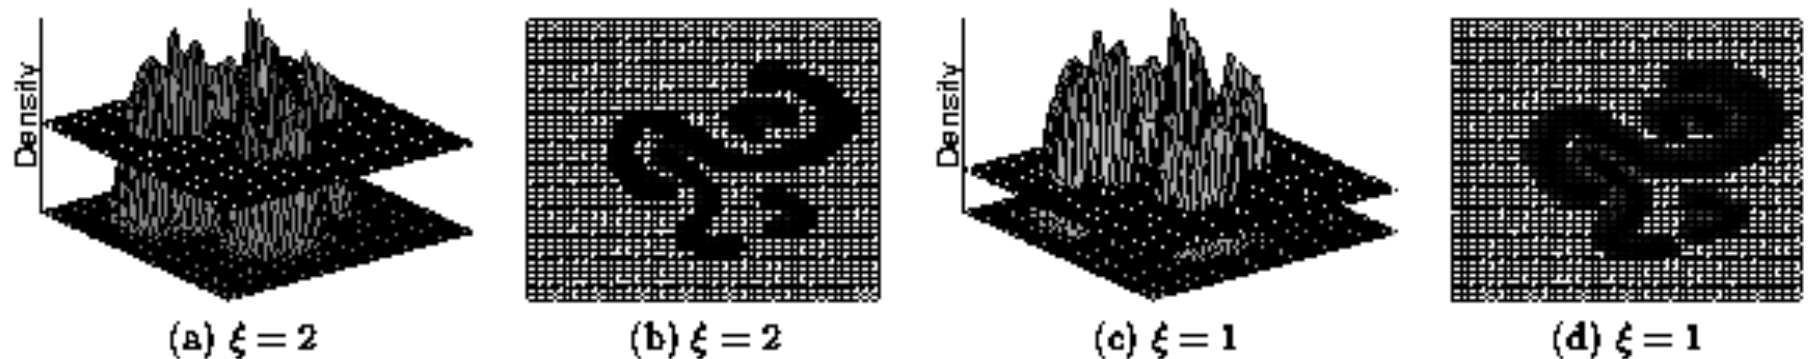 Density
Density
(a) ξ = 2
(b) ξ = 2
(c) ξ = 1
(d) ξ = 1